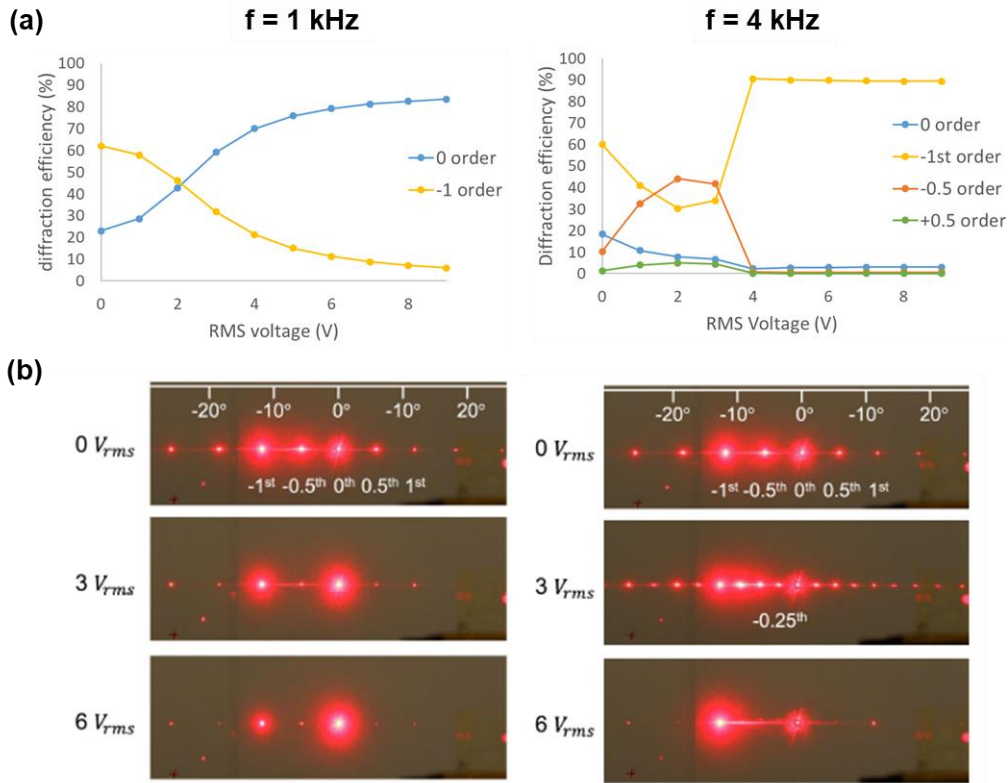 (a)
f = 1 kHz
diffraction efficiency (%)
100
90
80
70
60
50
40
30
20
10
0
0 2 4 6 8
RMS voltage (V)
0 order
-1 order
f = 4 kHz
Diffraction efficiency (%)
100
90
80
70
60
50
40
30
20
10
0
0 2 4 6 8
RMS Voltage (V)
0 order
-1st order
-0.5 order
+0.5 order
(b)
-20° -10° 0° 10° 20°
0 Vrms
-1st -0.5th 0th 0.5th 1st
3 Vrms
6 Vrms
-20° -10° 0° 10° 20°
0 Vrms
-1st -0.5th 0th 0.5th 1st
3 Vrms
-0.25th
6 Vrms